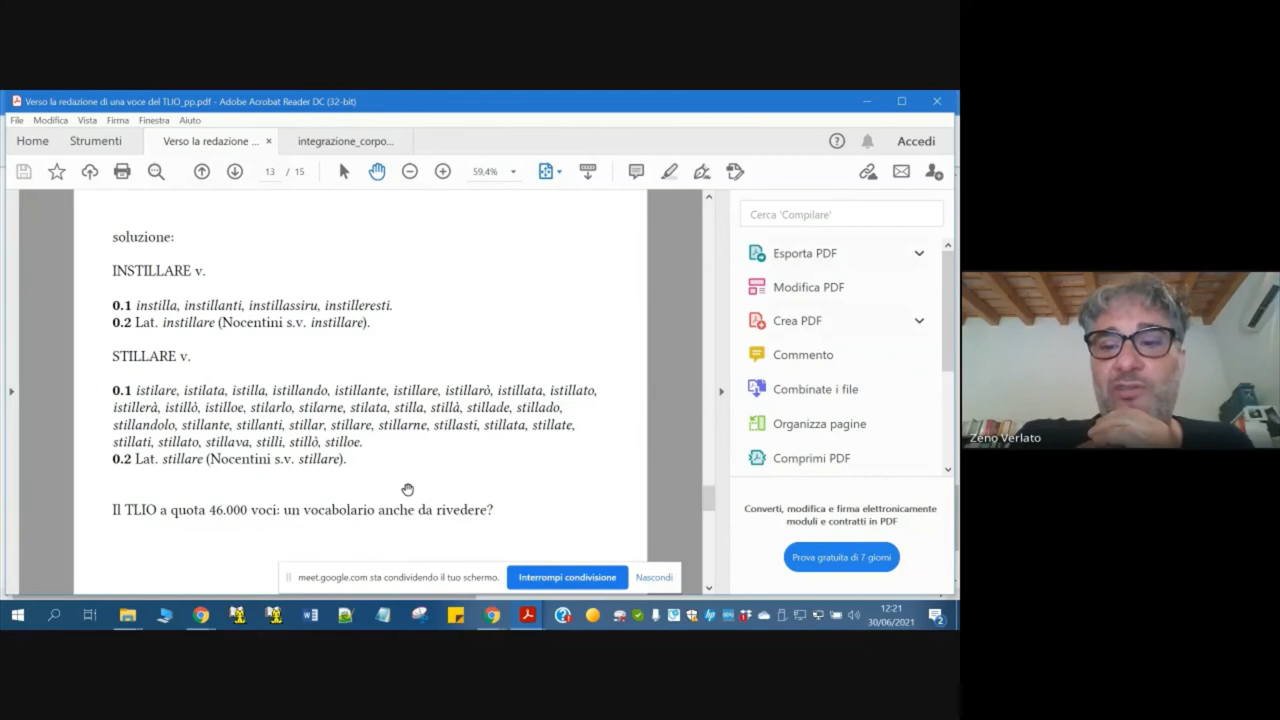 Verso la redazione di una voce del TLIO_pp.pdf - Adobe Acrobat Reader DC (32-bit)
File Modifica Vista Firma Finestra Aiuto
Home Strumenti Verso la redazione ... × integrazione_corpo... Accedi
13 / 15 59,4%
soluzione:
INSTILLARE v.
0.1 instilla, instillanti, instillassiru, instilleresti.
0.2 Lat. instillare (Nocentini s.v. instillare).
STILLARE v.
0.1 istilare, istilata, istilla, istillando, istillante, istillare, istillarò, istillata, istillato,
istillerà, istillò, istilloe, stilarlo, stilarne, stilata, stilla, stillà, stillade, stillado,
stillandolo, stillante, stillanti, stillar, stillare, stillarne, stillasti, stillata, stillate,
stillati, stillato, stillava, stilli, stillò, stilloe.
0.2 Lat. stillare (Nocentini s.v. stillare).
Il TLIO a quota 46.000 voci: un vocabolario anche da rivedere?
Cerca 'Compilare'
Esporta PDF
Modifica PDF
Crea PDF
Commento
Combinate i file
Organizza pagine
Comprimi PDF
Converti, modifica e firma elettronicamente
moduli e contratti in PDF
Prova gratuita di 7 giorni
meet.google.com sta condividendo il tuo schermo. Interrompi condivisione Nascondi
12:21
30/06/2021
2
Zeno Verlato